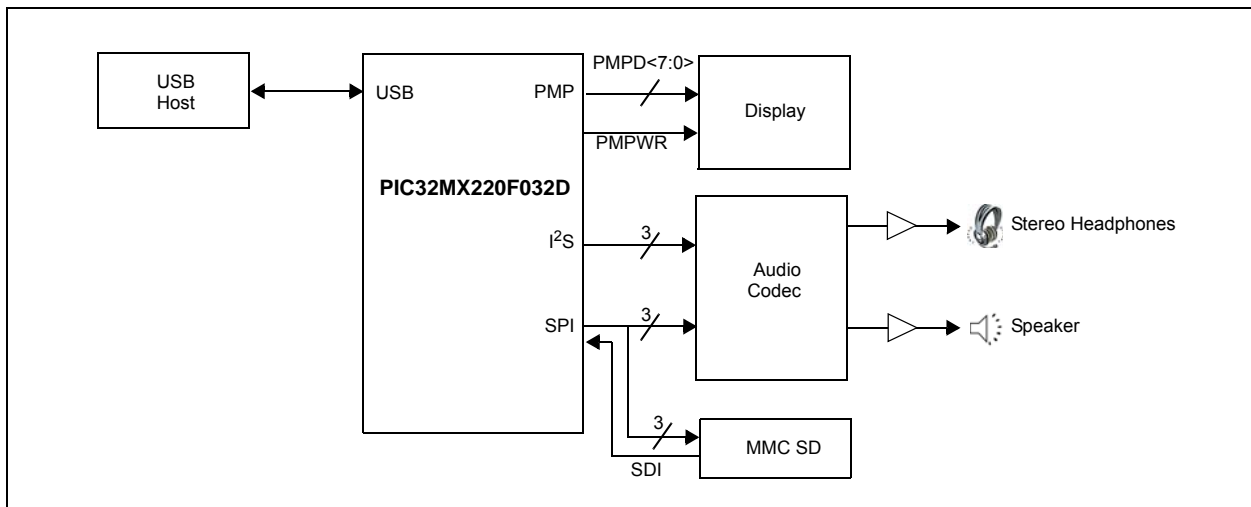 USB
Host
USB
PMP
PMPD<7:0>
PMPWR
Display
PIC32MX220F032D
I²S
3
Audio
Codec
Stereo Headphones
SPI
3
Speaker
3
SDI
MMC SD